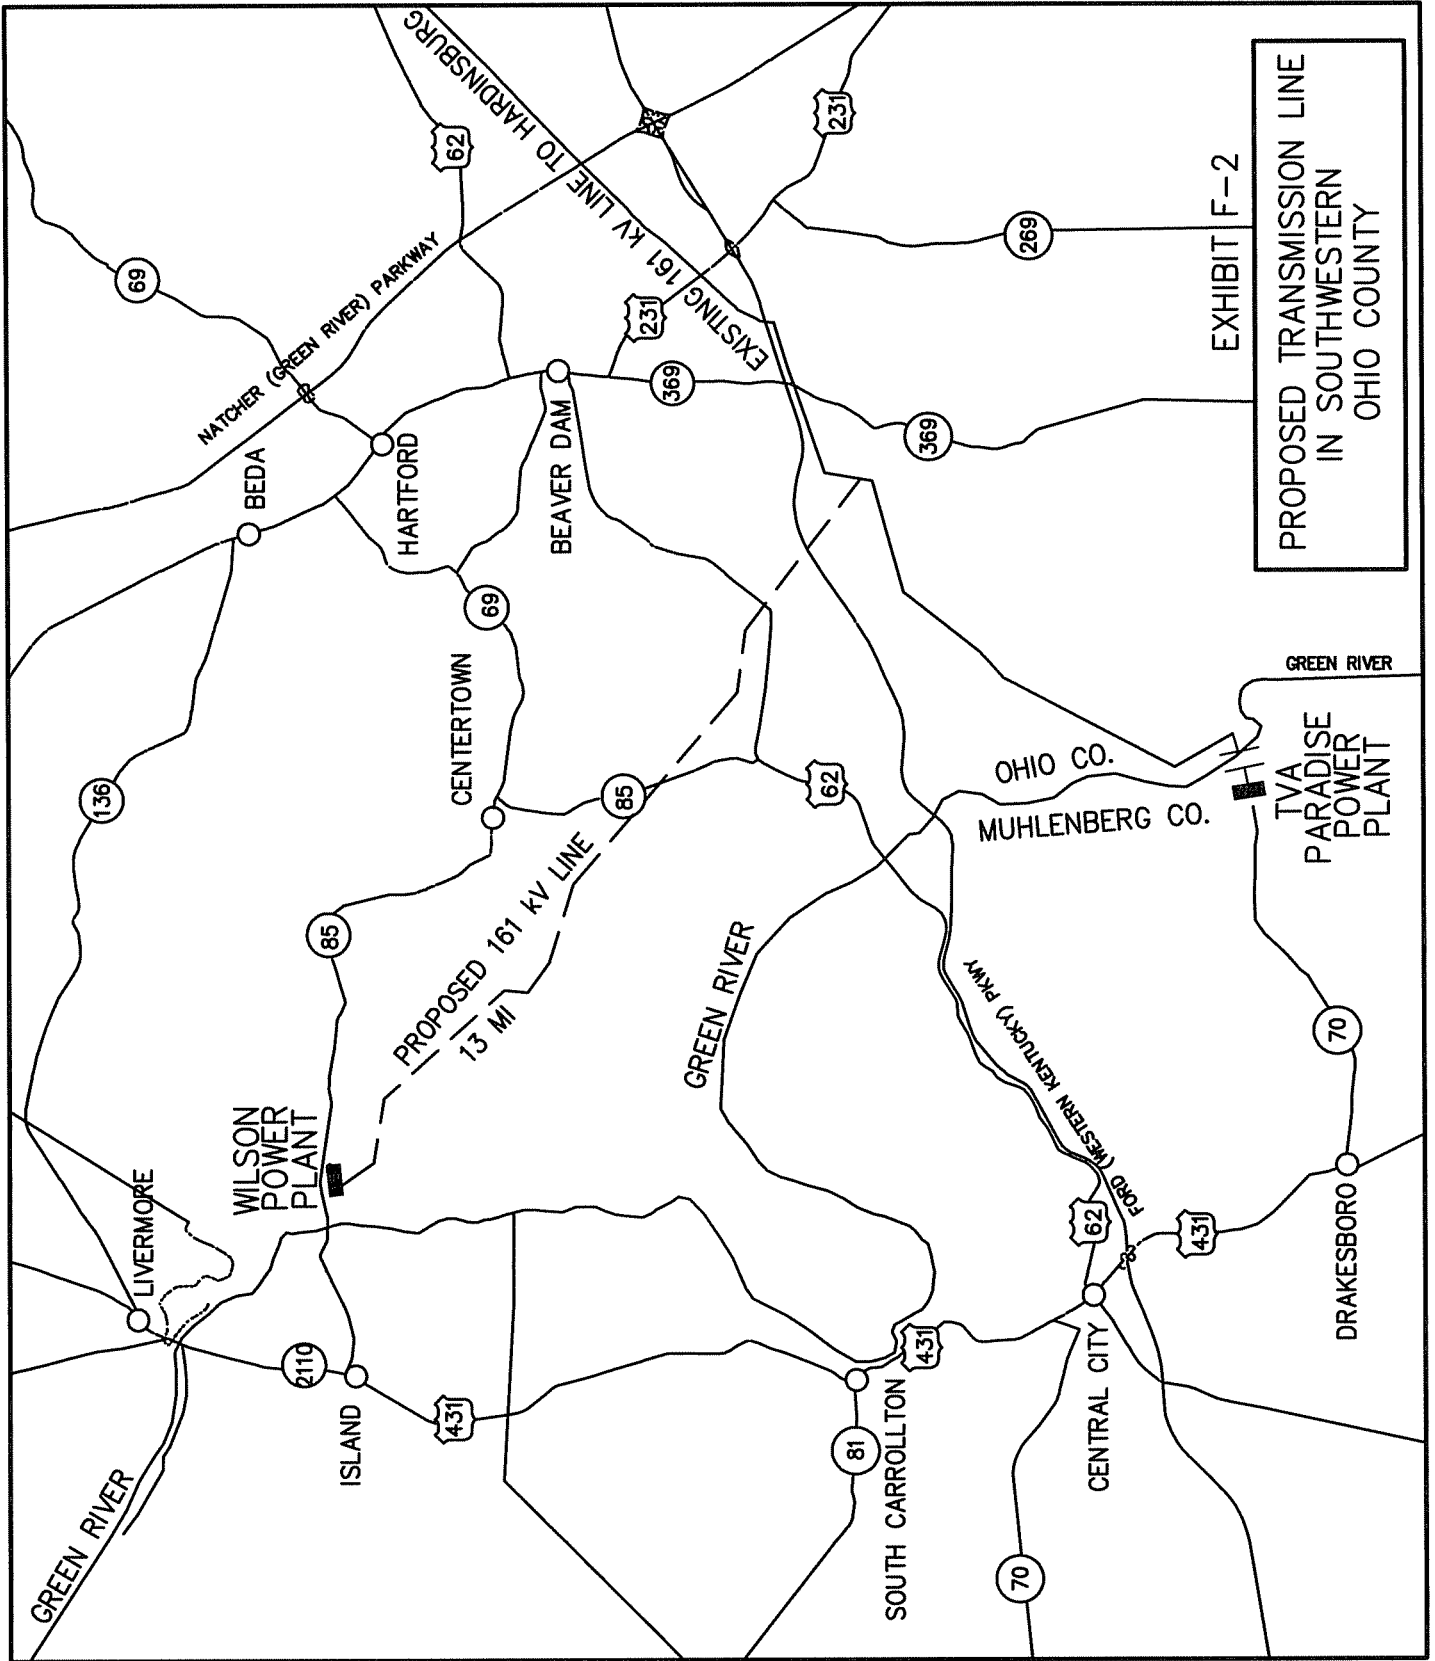 GREEN RIVER
LIVERMORE
2110
ISLAND
431
WILSON
POWER
PLANT
136
BEDA
69
NATCHER (GREEN RIVER) PARKWAY
HARTFORD
62
EXISTING 161 kV LINE TO HARDINSBURG
85
CENTERTOWN
69
BEAVER DAM
231
369
231
PROPOSED 161 kV LINE
13 MI
85
62
GREEN RIVER
81
SOUTH CARROLLTON
431
369
269
OHIO CO.
MUHLENBERG CO.
70
CENTRAL CITY
62
FORD (WESTERN KENTUCKY) PKWY
431
DRAKESBORO
70
TVA
PARADISE
POWER
PLANT
GREEN RIVER
EXHIBIT F-2
PROPOSED TRANSMISSION LINE
IN SOUTHWESTERN
OHIO COUNTY